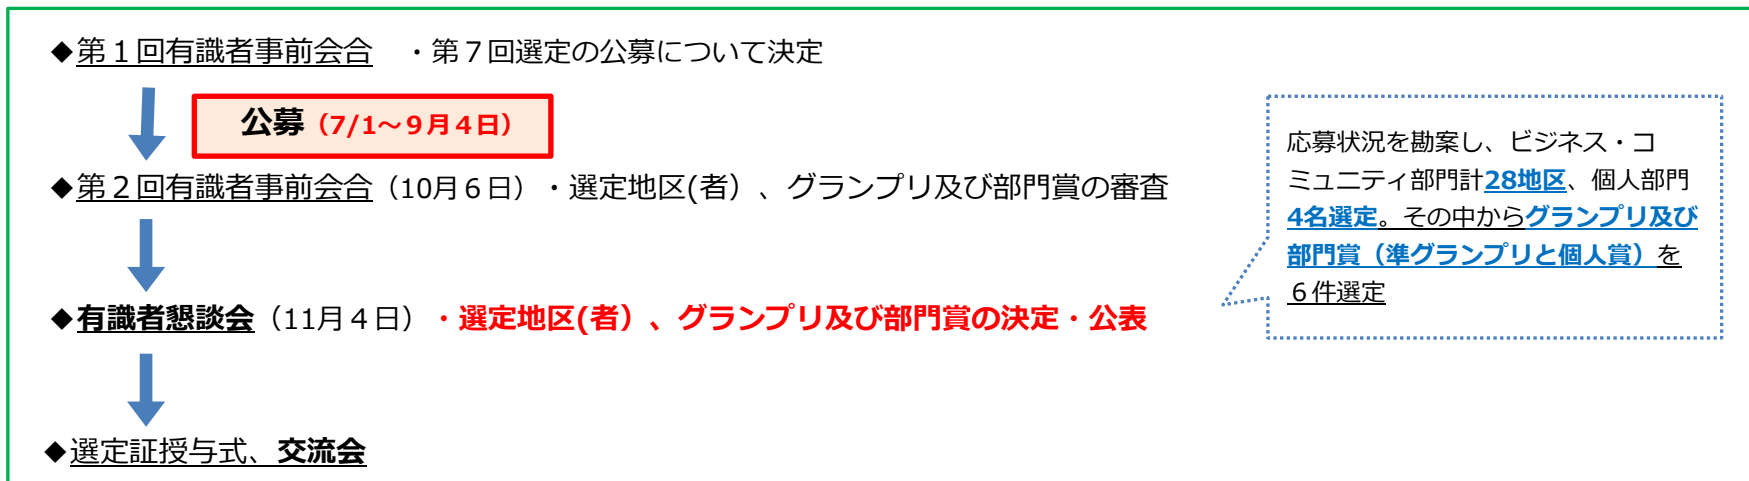 ◆第１回有識者事前会合　・第７回選定の公募について決定
公募（7/1～９月４日）
◆第２回有識者事前会合（10月６日）・選定地区(者）、グランプリ及び部門賞の審査
◆有識者懇談会（11月４日）・選定地区(者）、グランプリ及び部門賞の決定・公表
◆選定証授与式、交流会
応募状況を勘案し、ビジネス・コ
ミュニティ部門計28地区、個人部門
4名選定。その中からグランプリ及び
部門賞（準グランプリと個人賞）を
６件選定